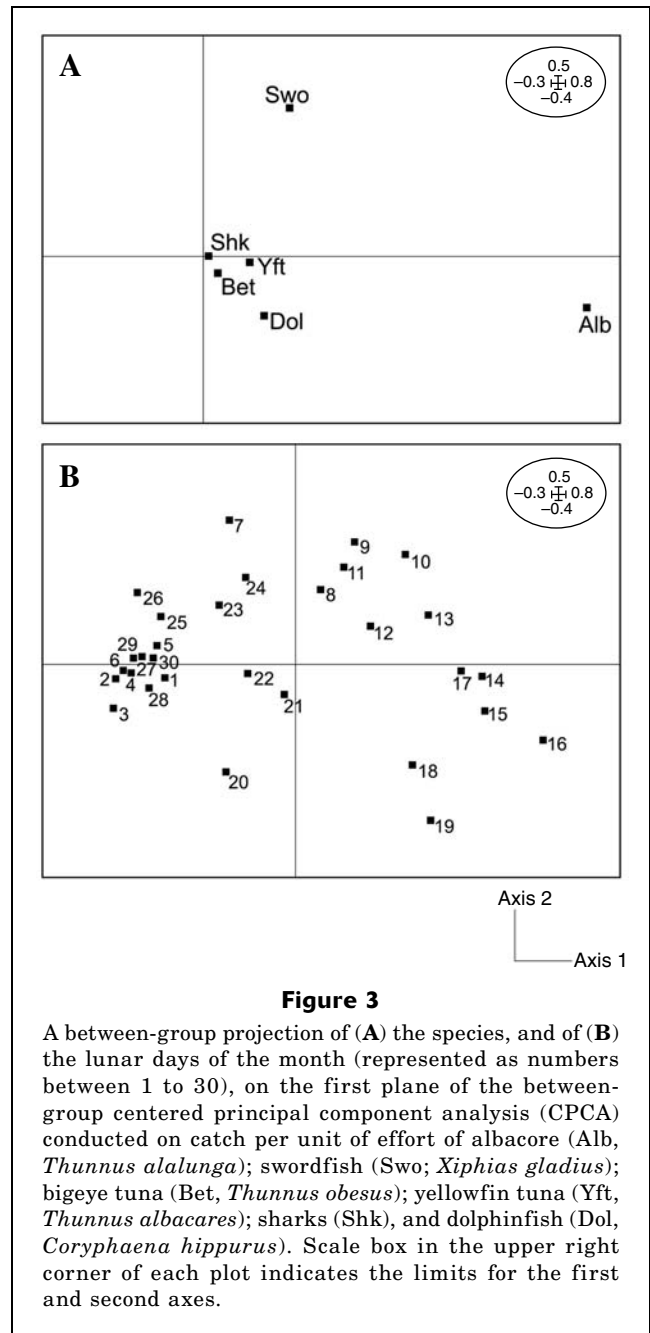 A
0.5
–0.3 0.8
–0.4
Swo
Shk
Yft
Bet
Dol
Alb
B
0.5
–0.3 0.8
–0.4
7
9
10
11
24
8
26
23
13
25
12
5
29
6
30
27
17
2
4
1
22
14
28
21
3
15
16
18
20
19
Axis 2
Axis 1
Figure 3
A between-group projection of (A) the species, and of (B)
the lunar days of the month (represented as numbers
between 1 to 30), on the first plane of the between-
group centered principal component analysis (CPCA)
conducted on catch per unit of effort of albacore (Alb,
Thunnus alalunga); swordfish (Swo; Xiphias gladius);
bigeye tuna (Bet, Thunnus obesus); yellowfin tuna (Yft,
Thunnus albacares); sharks (Shk), and dolphinfish (Dol,
Coryphaena hippurus). Scale box in the upper right
corner of each plot indicates the limits for the first
and second axes.